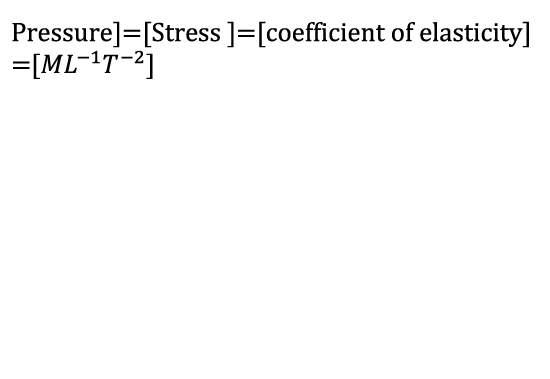 Pressure]=[Stress ]=[coefficient of elasticity]
=[ML⁻¹T⁻²]